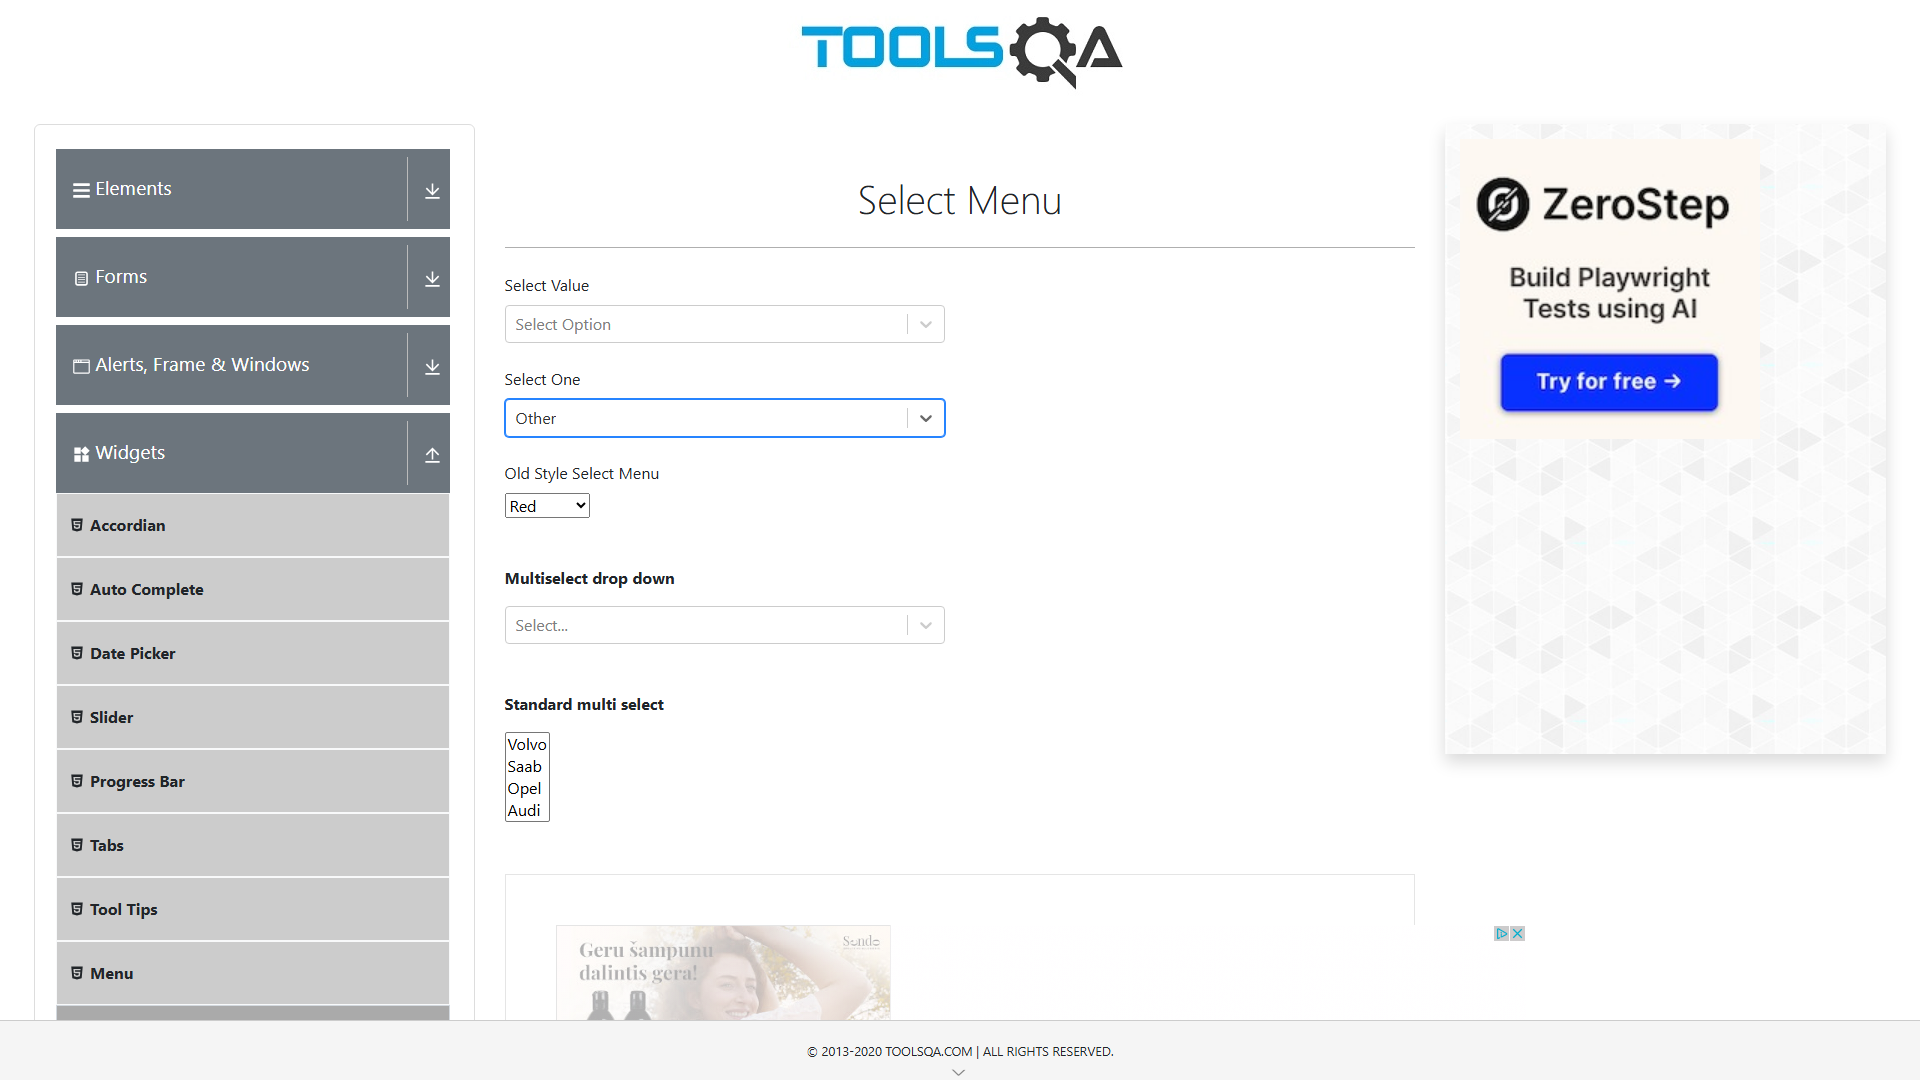 TOOLSQA
Elements
Forms
Alerts, Frame & Windows
Widgets
Accordian
Auto Complete
Date Picker
Slider
Progress Bar
Tabs
Tool Tips
Menu
Select Menu
Select Value
Select Option
Select One
Other
Old Style Select Menu
Red
Multiselect drop down
Select...
Standard multi select
Volvo
Saab
Opel
Audi
ZeroStep
Build Playwright
Tests using AI
Try for free →
Geru šampūnu
dalintis gera!
© 2013-2020 TOOLSQA.COM | ALL RIGHTS RESERVED.